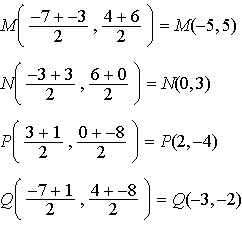 M( (-7 + -3)/2 , (4 + 6)/2 ) = M(-5, 5)
N( (-3 + 3)/2 , (6 + 0)/2 ) = N(0, 3)
P( (3 + 1)/2 , (0 + -8)/2 ) = P(2, -4)
Q( (-7 + 1)/2 , (4 + -8)/2 ) = Q(-3, -2)